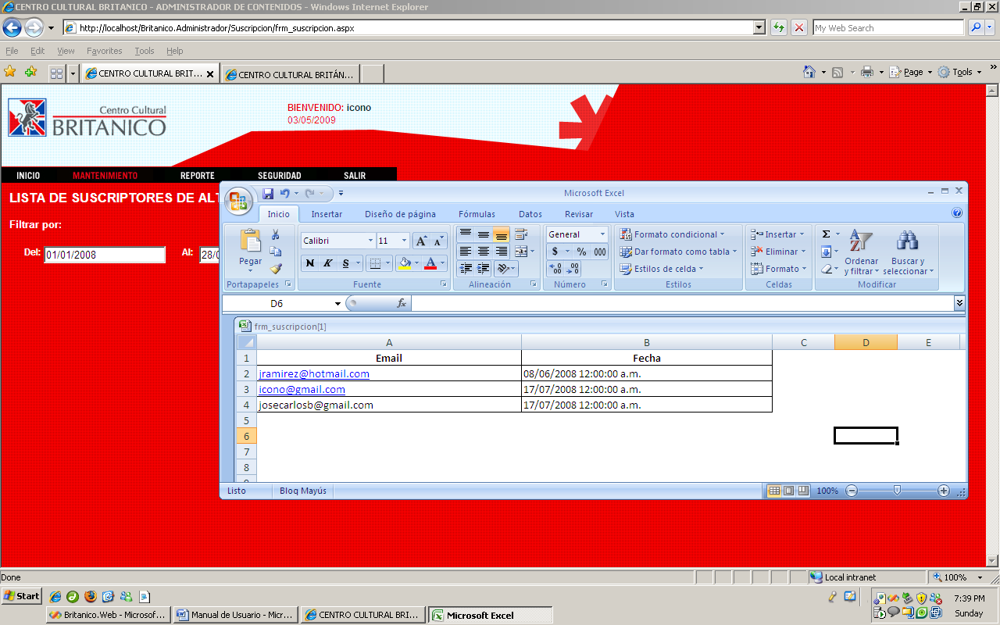 CENTRO CULTURAL BRITANICO - ADMINISTRADOR DE CONTENIDOS - Windows Internet Explorer
http://localhost/Britanico.Administrador/Suscripcion/frm_suscripcion.aspx
My Web Search
File Edit View Favorites Tools Help
CENTRO CULTURAL BRIT...
CENTRO CULTURAL BRITÁN...
Page
Tools
Centro Cultural
BRITANICO
BIENVENIDO: icono
03/05/2009
INICIO MANTENIMIENTO REPORTE SEGURIDAD SALIR
LISTA DE SUSCRIPTORES DE ALT
Filtrar por:
Del: 01/01/2008 Al: 28/0
Microsoft Excel
Inicio Insertar Diseño de página Fórmulas Datos Revisar Vista
Pegar
Portapapeles
Calibri 11
N K S
Fuente
Alineación
General
$ % 000
Número
Formato condicional
Dar formato como tabla
Estilos de celda
Estilos
Insertar
Eliminar
Formato
Celdas
Σ
Ordenar y filtrar
Buscar y seleccionar
Modificar
D6
fx
frm_suscripcion[1]
A B C D E
1 Email Fecha
2 jramirez@hotmail.com 08/06/2008 12:00:00 a.m.
3 icono@gmail.com 17/07/2008 12:00:00 a.m.
4 josecarlosb@gmail.com 17/07/2008 12:00:00 a.m.
5
6
7
8
Listo Bloq Mayús 100%
Done Local intranet 100%
Start
7:39 PM
Britanico.Web - Microsof...
Manual de Usuario - Micr...
CENTRO CULTURAL BRI...
Microsoft Excel
Sunday